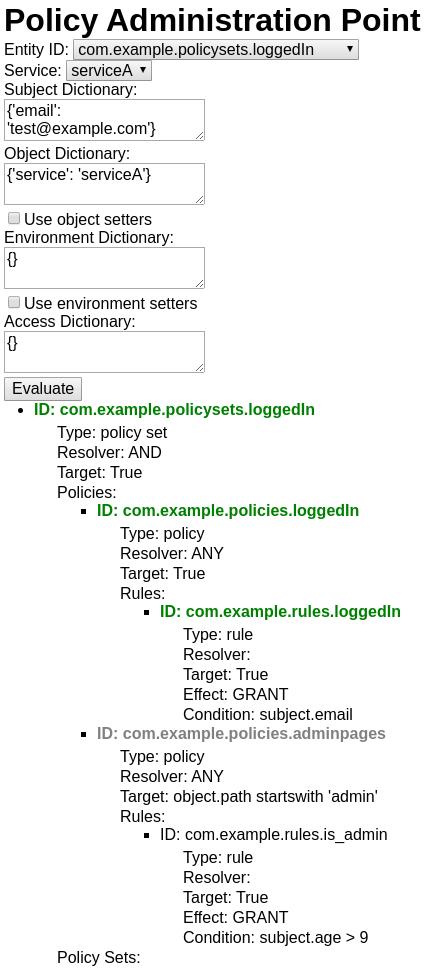 Policy Administration Point
Entity ID: com.example.policysets.loggedIn
Service: serviceA
Subject Dictionary:
{'email':
'test@example.com'}
Object Dictionary:
{'service': 'serviceA'}
Use object setters
Environment Dictionary:
{}
Use environment setters
Access Dictionary:
{}
Evaluate
ID: com.example.policysets.loggedIn
Type: policy set
Resolver: AND
Target: True
Policies:
ID: com.example.policies.loggedIn
Type: policy
Resolver: ANY
Target: True
Rules:
ID: com.example.rules.loggedIn
Type: rule
Resolver:
Target: True
Effect: GRANT
Condition: subject.email
ID: com.example.policies.adminpages
Type: policy
Resolver: ANY
Target: object.path startswith 'admin'
Rules:
ID: com.example.rules.is_admin
Type: rule
Resolver:
Target: True
Effect: GRANT
Condition: subject.age > 9
Policy Sets: